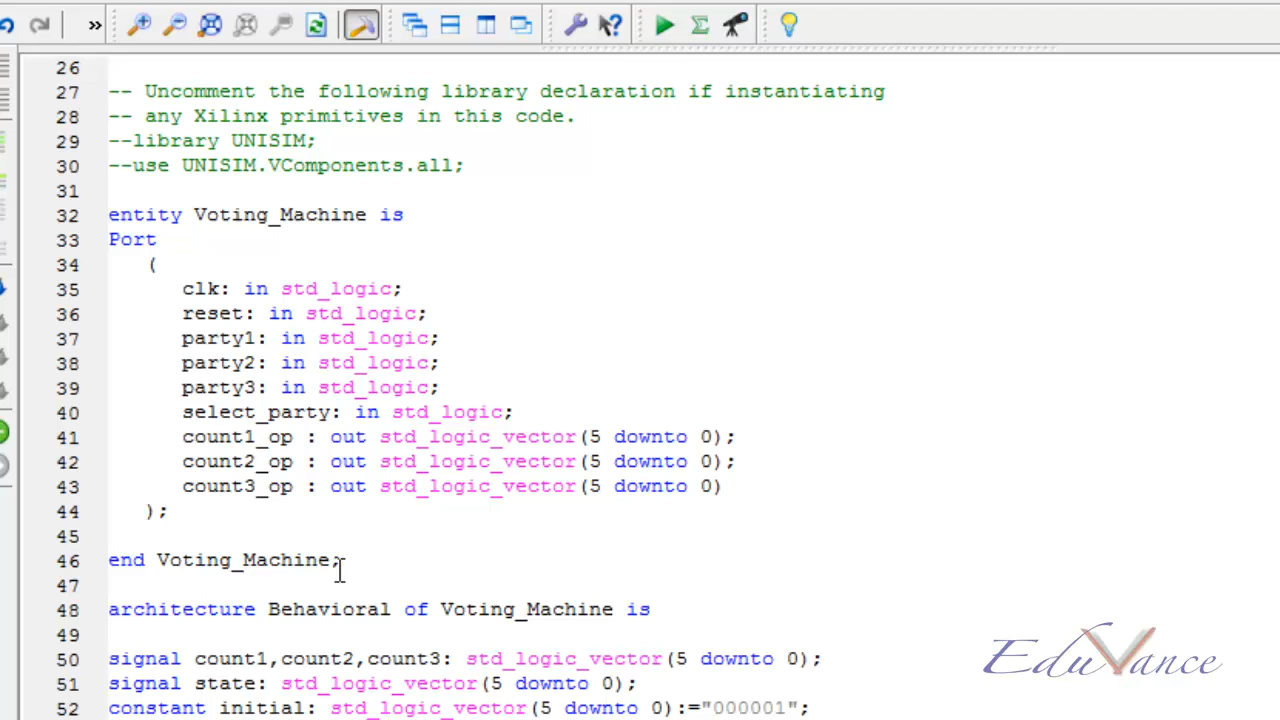 »
26
27 -- Uncomment the following library declaration if instantiating
28 -- any Xilinx primitives in this code.
29 --library UNISIM;
30 --use UNISIM.VComponents.all;
31
32 entity Voting_Machine is
33 Port
34 (
35 clk: in std_logic;
36 reset: in std_logic;
37 party1: in std_logic;
38 party2: in std_logic;
39 party3: in std_logic;
40 select_party: in std_logic;
41 count1_op : out std_logic_vector(5 downto 0);
42 count2_op : out std_logic_vector(5 downto 0);
43 count3_op : out std_logic_vector(5 downto 0)
44 );
45
46 end Voting_Machine;
47
48 architecture Behavioral of Voting_Machine is
49
50 signal count1,count2,count3: std_logic_vector(5 downto 0);
51 signal state: std_logic_vector(5 downto 0);
52 constant initial: std_logic_vector(5 downto 0):="000001";
EduVance